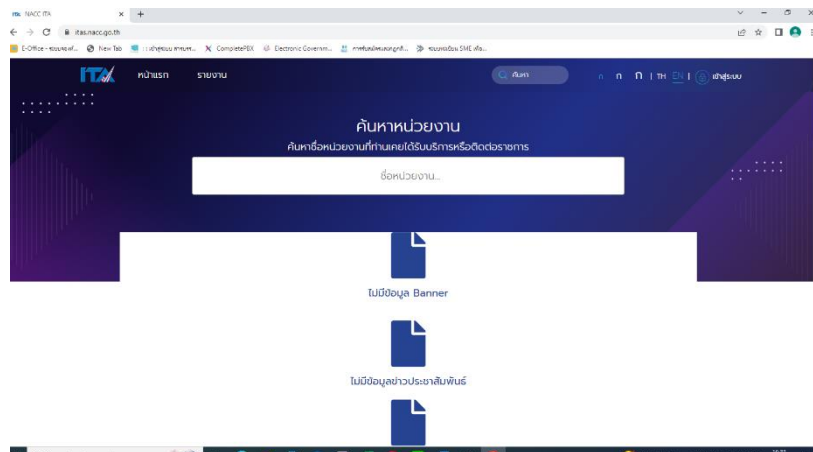 NACC ITA
itas.nacc.go.th
New Tab
CompletePBX
ITA
หน้าแรก
รายงาน
ค้นหา
ก ก ก | TH EN |
เข้าสู่ระบบ
ค้นหาหน่วยงาน
ค้นหาชื่อหน่วยงานที่ท่านเคยได้รับบริการหรือติดต่อราชการ
ชื่อหน่วยงาน...
ไม่มีข้อมูล Banner
ไม่มีข้อมูลข่าวประชาสัมพันธ์